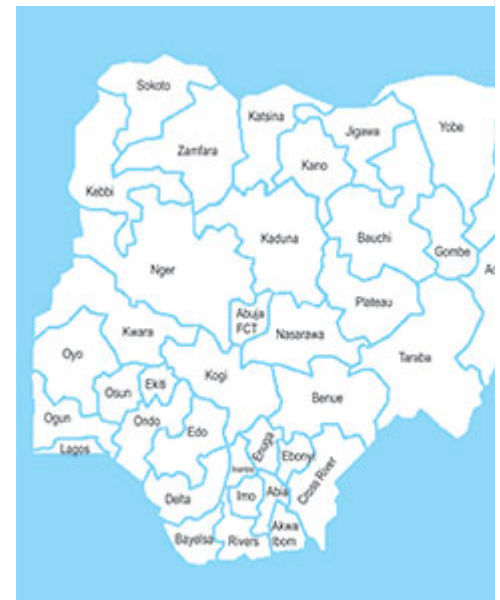 Sokoto
Katsina
Yobe
Jigawa
Zamfara
Kano
Kebbi
Kaduna
Bauchi
Gombe
Nger
Plateau
Abuja
FCT
Nasarawa
Kwara
Oyo
Taraba
Kogi
Ekiti
Osun
Benue
Ogun
Ondo
Edo
Lagos
Enugu
Ebonyi
Cross River
Delta
Imo
Abia
Akwa
Ibom
Bayelsa
Rivers